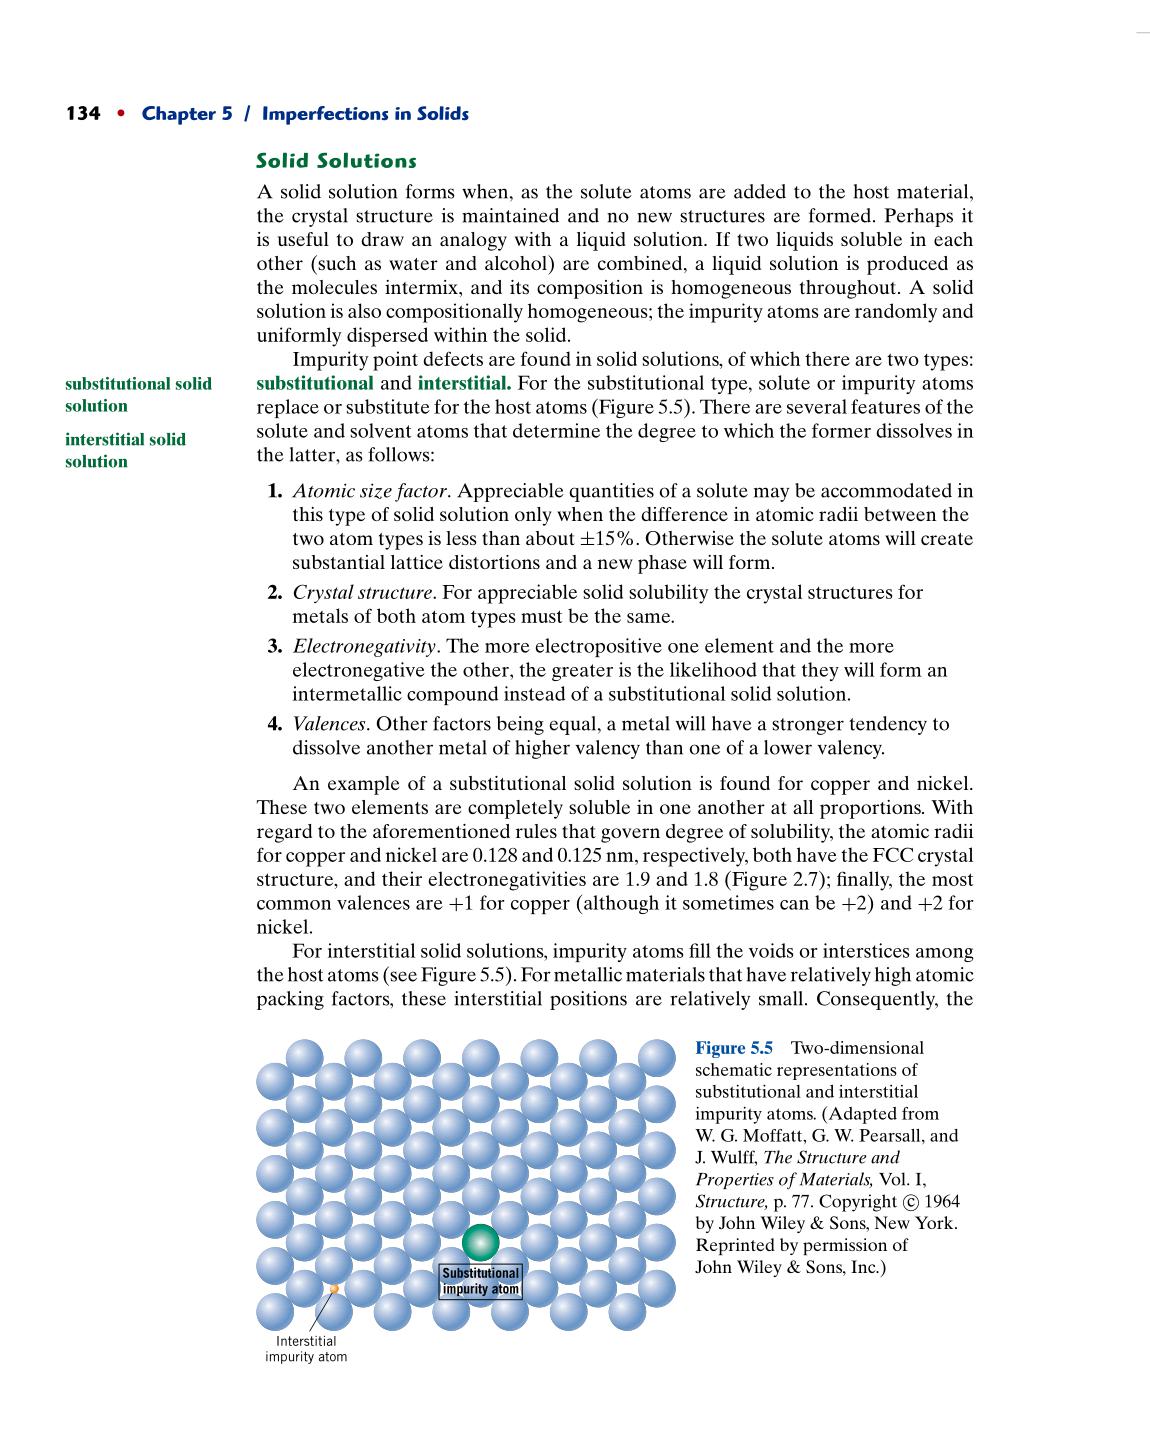 134 • Chapter 5 / Imperfections in Solids
Solid Solutions
A solid solution forms when, as the solute atoms are added to the host material,
the crystal structure is maintained and no new structures are formed. Perhaps it
is useful to draw an analogy with a liquid solution. If two liquids soluble in each
other (such as water and alcohol) are combined, a liquid solution is produced as
the molecules intermix, and its composition is homogeneous throughout. A solid
solution is also compositionally homogeneous; the impurity atoms are randomly and
uniformly dispersed within the solid.
Impurity point defects are found in solid solutions, of which there are two types:
substitutional solid
solution
interstitial solid
solution
substitutional and interstitial. For the substitutional type, solute or impurity atoms
replace or substitute for the host atoms (Figure 5.5). There are several features of the
solute and solvent atoms that determine the degree to which the former dissolves in
the latter, as follows:
1. Atomic size factor. Appreciable quantities of a solute may be accommodated in
this type of solid solution only when the difference in atomic radii between the
two atom types is less than about ±15%. Otherwise the solute atoms will create
substantial lattice distortions and a new phase will form.
2. Crystal structure. For appreciable solid solubility the crystal structures for
metals of both atom types must be the same.
3. Electronegativity. The more electropositive one element and the more
electronegative the other, the greater is the likelihood that they will form an
intermetallic compound instead of a substitutional solid solution.
4. Valences. Other factors being equal, a metal will have a stronger tendency to
dissolve another metal of higher valency than one of a lower valency.
An example of a substitutional solid solution is found for copper and nickel.
These two elements are completely soluble in one another at all proportions. With
regard to the aforementioned rules that govern degree of solubility, the atomic radii
for copper and nickel are 0.128 and 0.125 nm, respectively, both have the FCC crystal
structure, and their electronegativities are 1.9 and 1.8 (Figure 2.7); finally, the most
common valences are +1 for copper (although it sometimes can be +2) and +2 for
nickel.
For interstitial solid solutions, impurity atoms fill the voids or interstices among
the host atoms (see Figure 5.5). For metallic materials that have relatively high atomic
packing factors, these interstitial positions are relatively small. Consequently, the
Substitutional
impurity atom
Interstitial
impurity atom
Figure 5.5 Two-dimensional
schematic representations of
substitutional and interstitial
impurity atoms. (Adapted from
W. G. Moffatt, G. W. Pearsall, and
J. Wulff, The Structure and
Properties of Materials, Vol. I,
Structure, p. 77. Copyright © 1964
by John Wiley & Sons, New York.
Reprinted by permission of
John Wiley & Sons, Inc.)